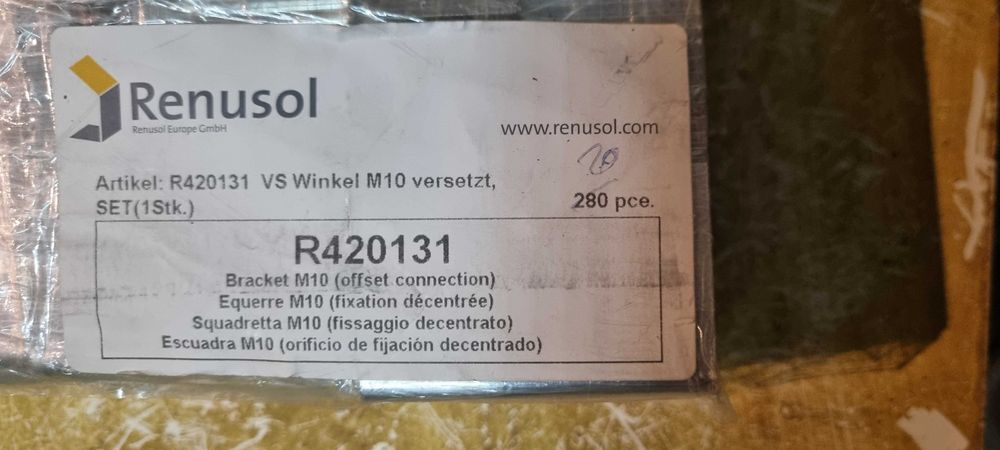 Renusol
Renusol Europe GmbH
www.renusol.com
Artikel: R420131 VS Winkel M10 versetzt,
SET(1Stk.)
280 pce.
R420131
Bracket M10 (offset connection)
Equerre M10 (fixation décentrée)
Squadretta M10 (fissaggio decentrato)
Escuadra M10 (orificio de fijación decentrado)